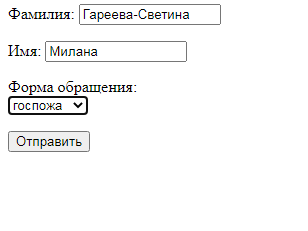 Фамилия: Гареева-Светина
Имя: Милана
Форма обращения:
госпожа
Отправить